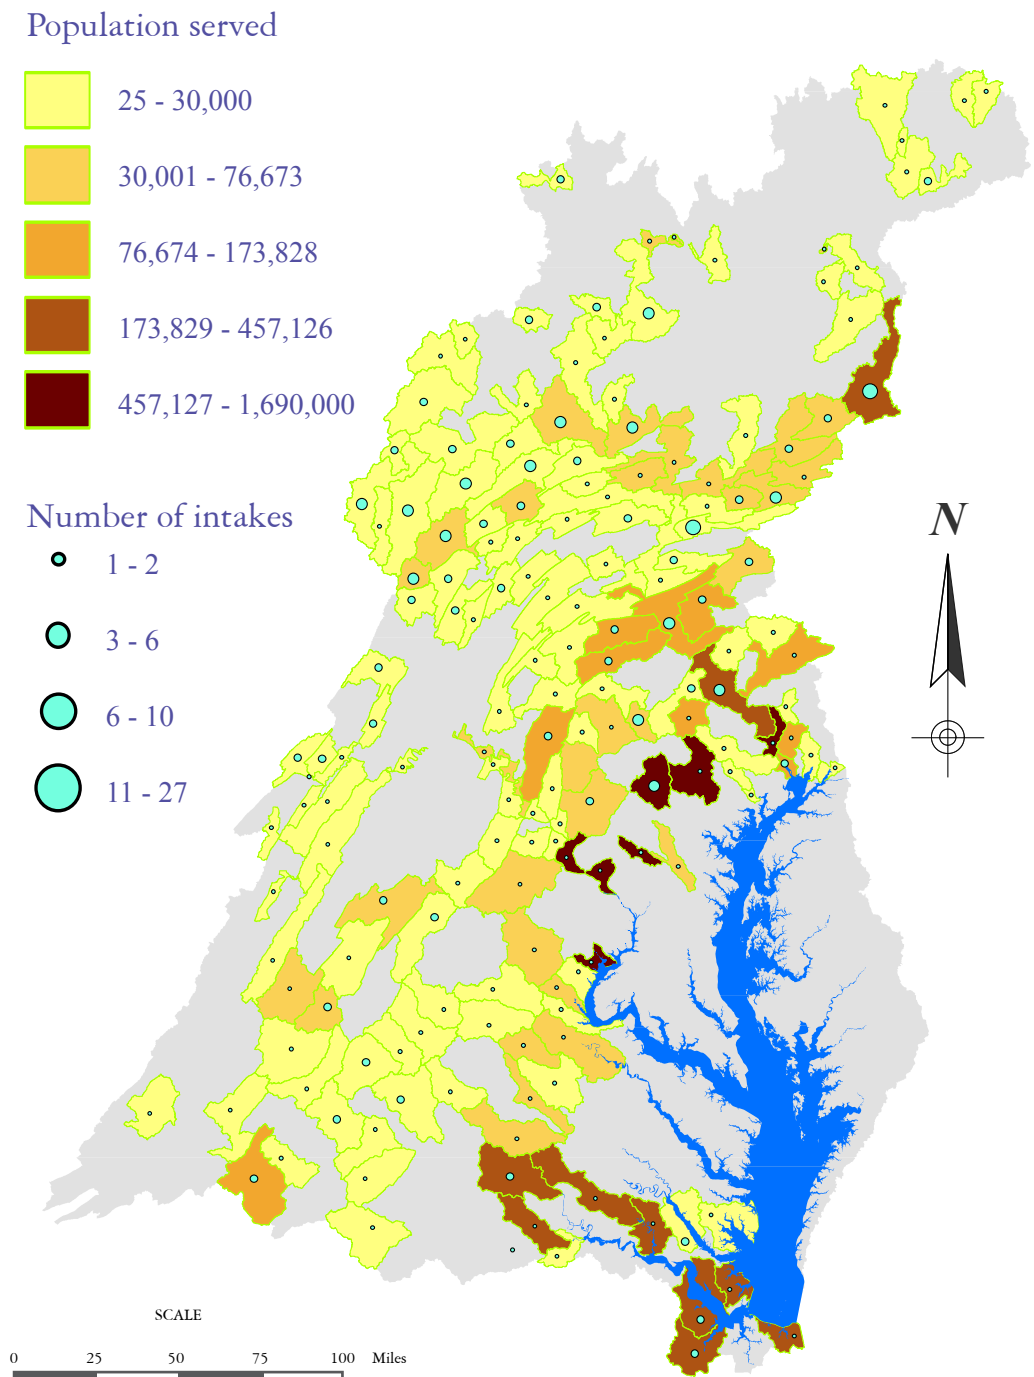 Population served
25 - 30,000
30,001 - 76,673
76,674 - 173,828
173,829 - 457,126
457,127 - 1,690,000
Number of intakes
1 - 2
3 - 6
6 - 10
11 - 27
N
SCALE
0 25 50 75 100 Miles